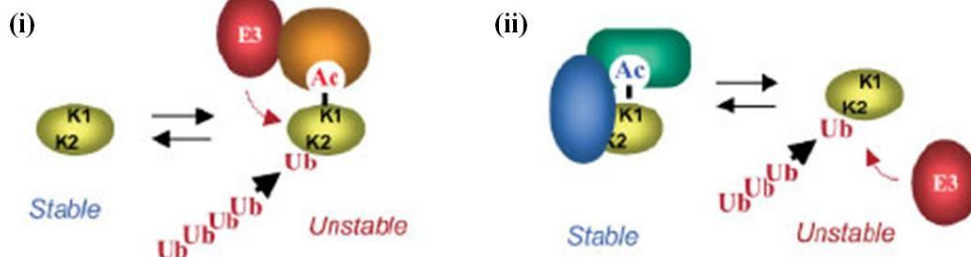 (i)
E3
Ac
K1
K2
K1
K2
Ub
Ub
Ub
Ub
Ub
Stable
Unstable
(ii)
Ac
K1
K2
K1
K2
Ub
Ub
Ub
Ub
E3
Stable
Unstable